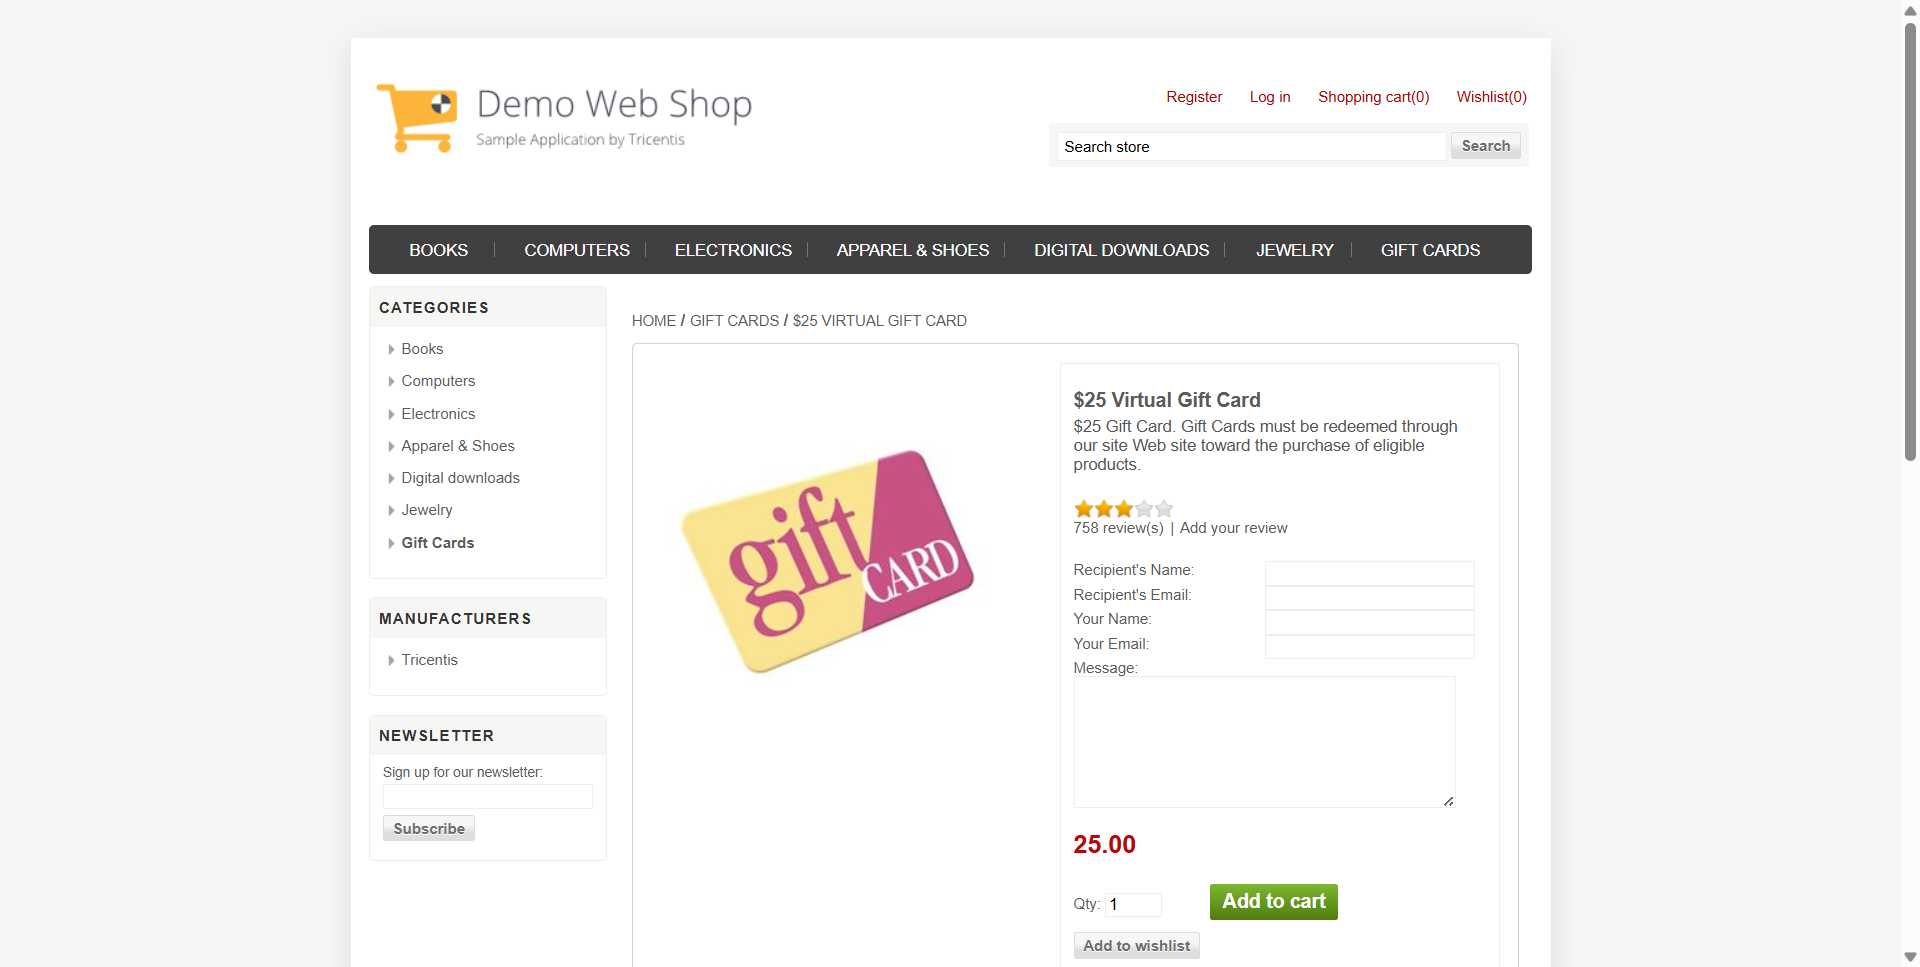 Demo Web Shop
Sample Application by Tricentis
Register Log in Shopping cart(0) Wishlist(0)
Search store Search
BOOKS COMPUTERS ELECTRONICS APPAREL & SHOES DIGITAL DOWNLOADS JEWELRY GIFT CARDS
CATEGORIES
Books
Computers
Electronics
Apparel & Shoes
Digital downloads
Jewelry
Gift Cards
MANUFACTURERS
Tricentis
NEWSLETTER
Sign up for our newsletter:
Subscribe
HOME / GIFT CARDS / $25 VIRTUAL GIFT CARD
gift
CARD
$25 Virtual Gift Card
$25 Gift Card. Gift Cards must be redeemed through
our site Web site toward the purchase of eligible
products.
758 review(s) | Add your review
Recipient's Name:
Recipient's Email:
Your Name:
Your Email:
Message:
25.00
Qty: 1 Add to cart
Add to wishlist